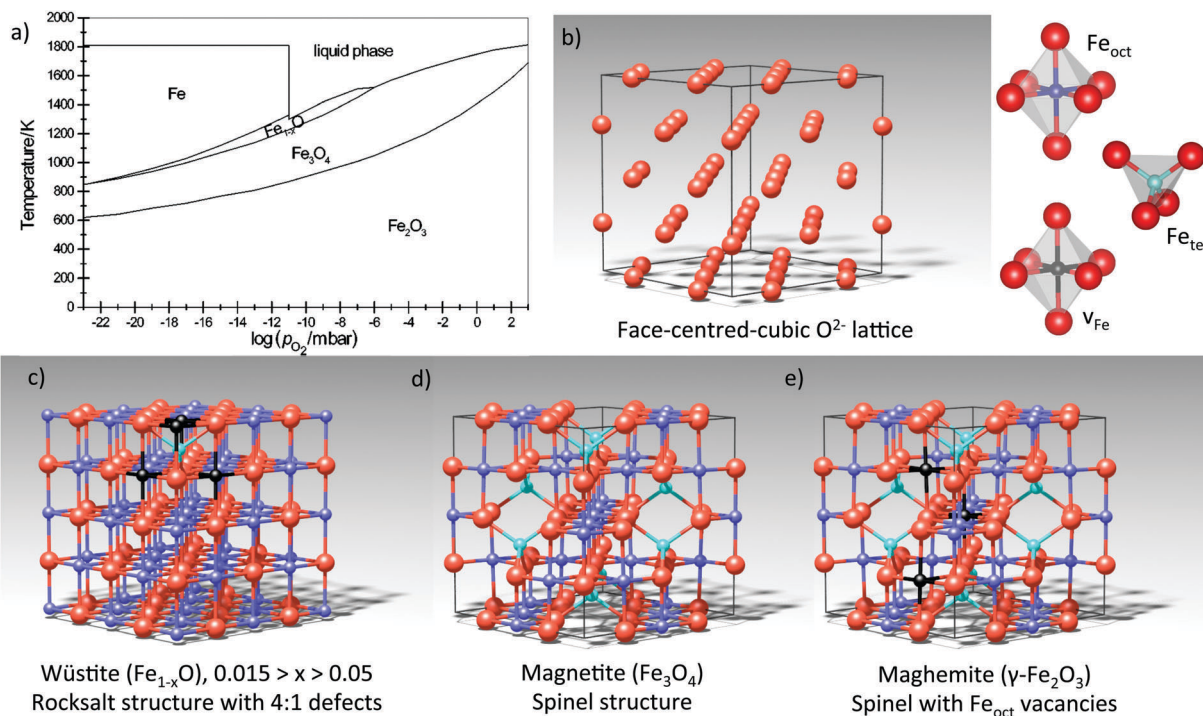 a)
2000
1800
1600
1400
1200
1000
800
600
400
200
0
Temperature/K
liquid phase
Fe
Fe1-xO
Fe3O4
Fe2O3
-22 -20 -18 -16 -14 -12 -10 -8 -6 -4 -2 0 2
log(pO2/mbar)
b)
Face-centred-cubic O2- lattice
Feoct
Fete
vFe
c)
Wüstite (Fe1-xO), 0.015 > x > 0.05
Rocksalt structure with 4:1 defects
d)
Magnetite (Fe3O4)
Spinel structure
e)
Maghemite (γ-Fe2O3)
Spinel with Feoct vacancies